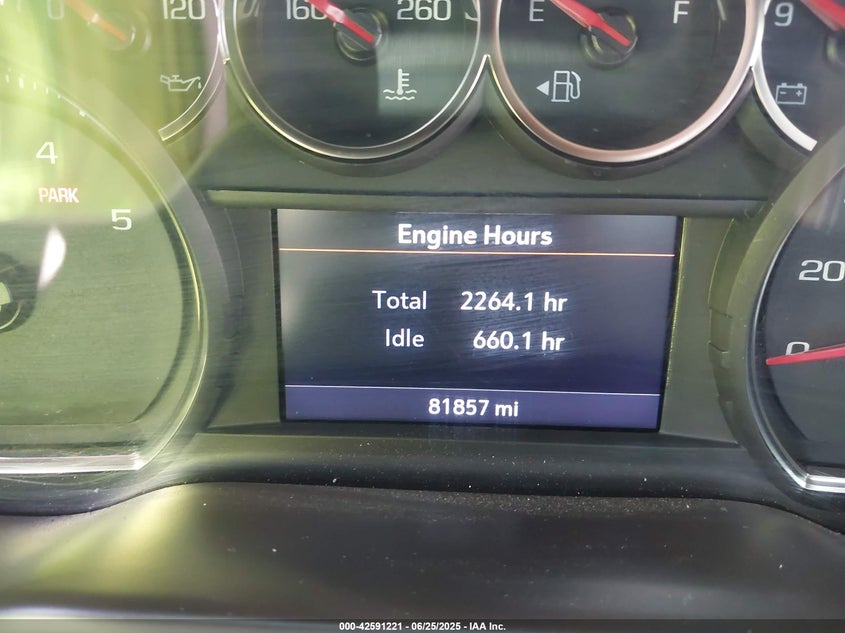 0 120 160 260 E F 9
4
PARK
5
Engine Hours
Total 2264.1 hr
Idle 660.1 hr
81857 mi
20
0
000-42591221 - 06/25/2025 - IAA Inc.